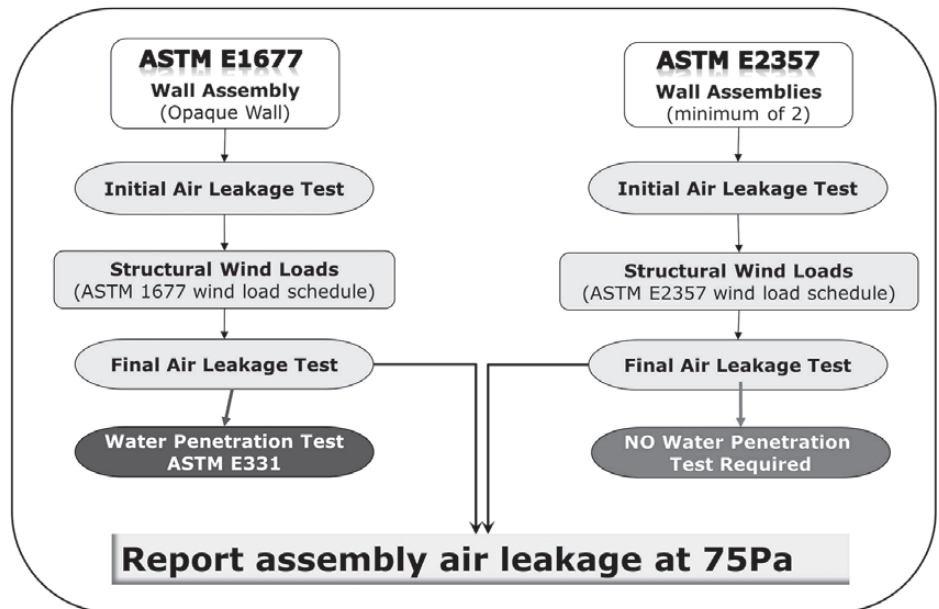 ASTM E1677
Wall Assembly
(Opaque Wall)
Initial Air Leakage Test
Structural Wind Loads
(ASTM 1677 wind load schedule)
Final Air Leakage Test
Water Penetration Test
ASTM E331
ASTM E2357
Wall Assemblies
(minimum of 2)
Initial Air Leakage Test
Structural Wind Loads
(ASTM E2357 wind load schedule)
Final Air Leakage Test
NO Water Penetration
Test Required
Report assembly air leakage at 75Pa